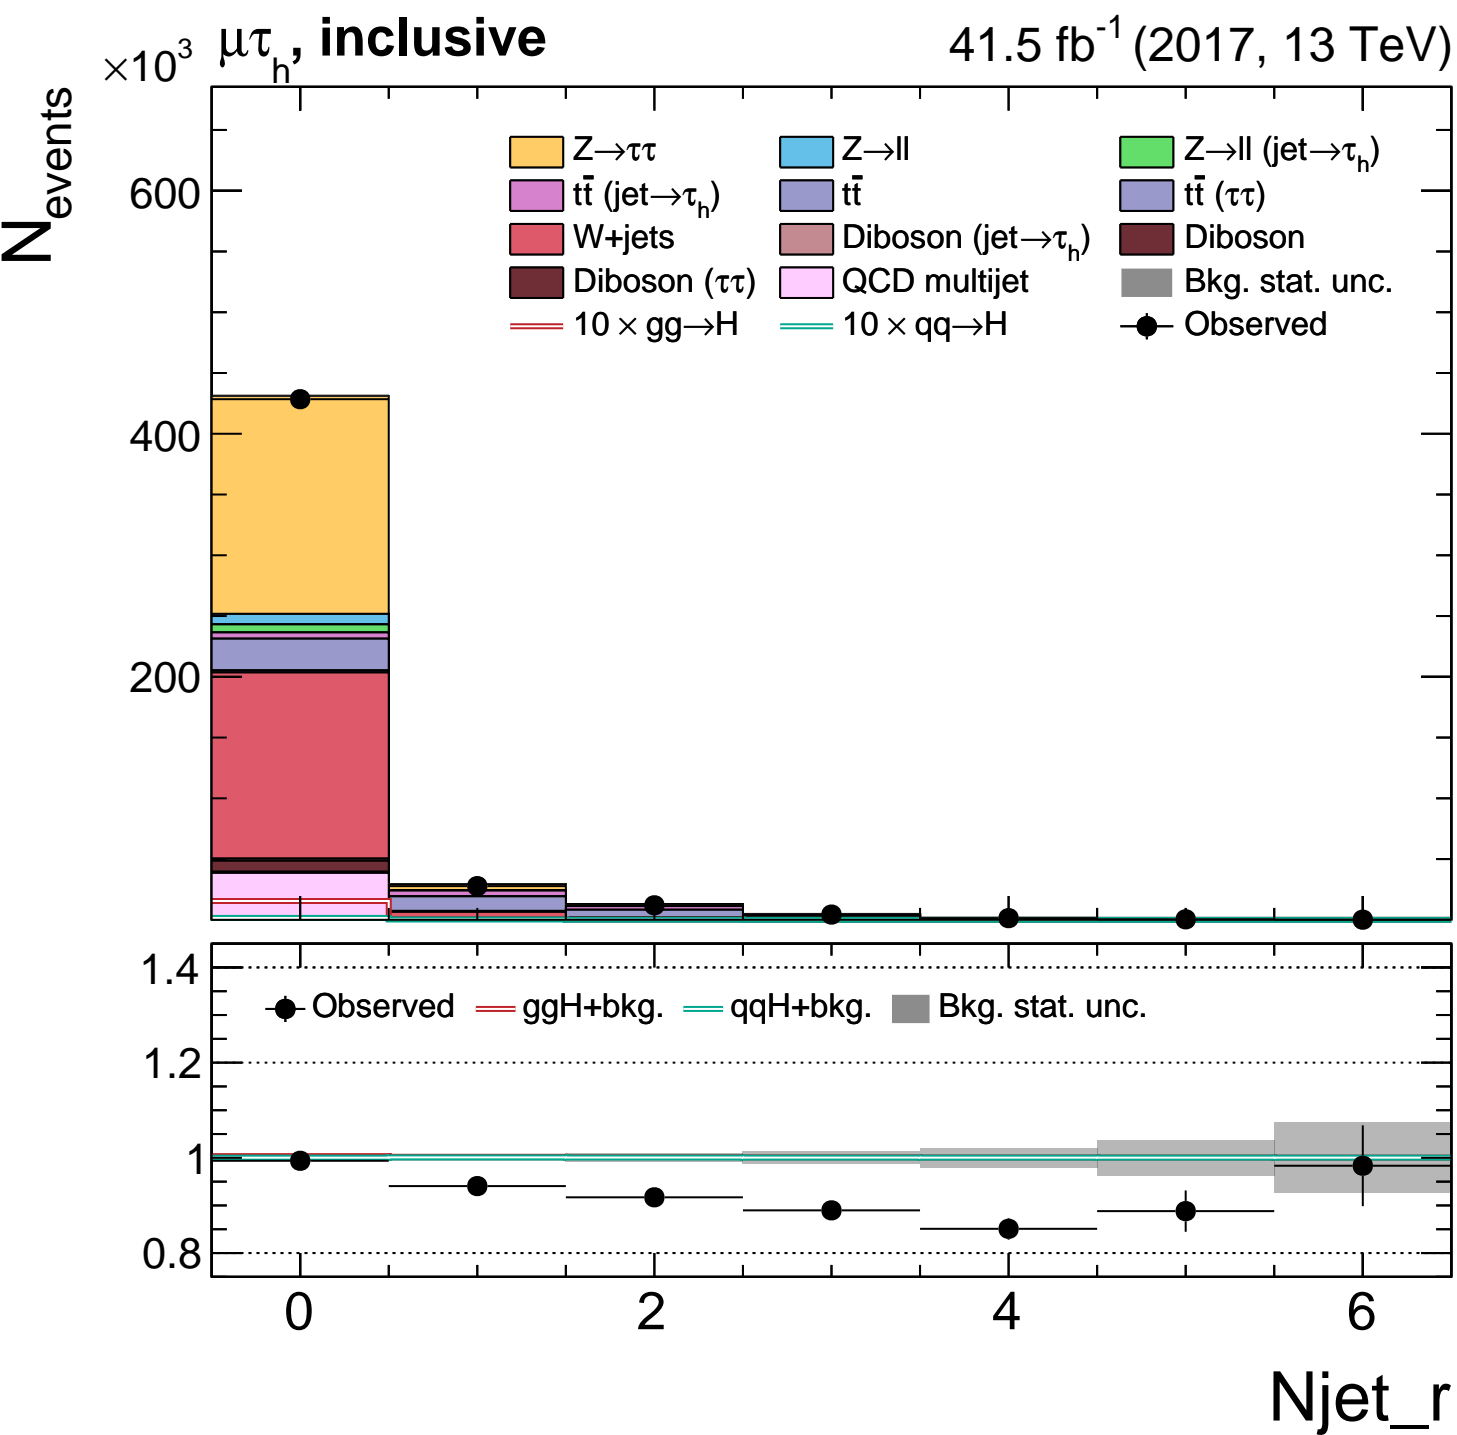 ×10³ μτₕ, inclusive 41.5 fb⁻¹ (2017, 13 TeV)
N_events
Z→ττ Z→ll Z→ll (jet→τₕ)
tt̄ (jet→τₕ) tt̄ tt̄ (ττ)
W+jets Diboson (jet→τₕ) Diboson
Diboson (ττ) QCD multijet Bkg. stat. unc.
10 × gg→H 10 × qq→H Observed
600
400
200
1.4
Observed ggH+bkg. qqH+bkg. Bkg. stat. unc.
1.2
1
0.8
0 2 4 6
Njet_r